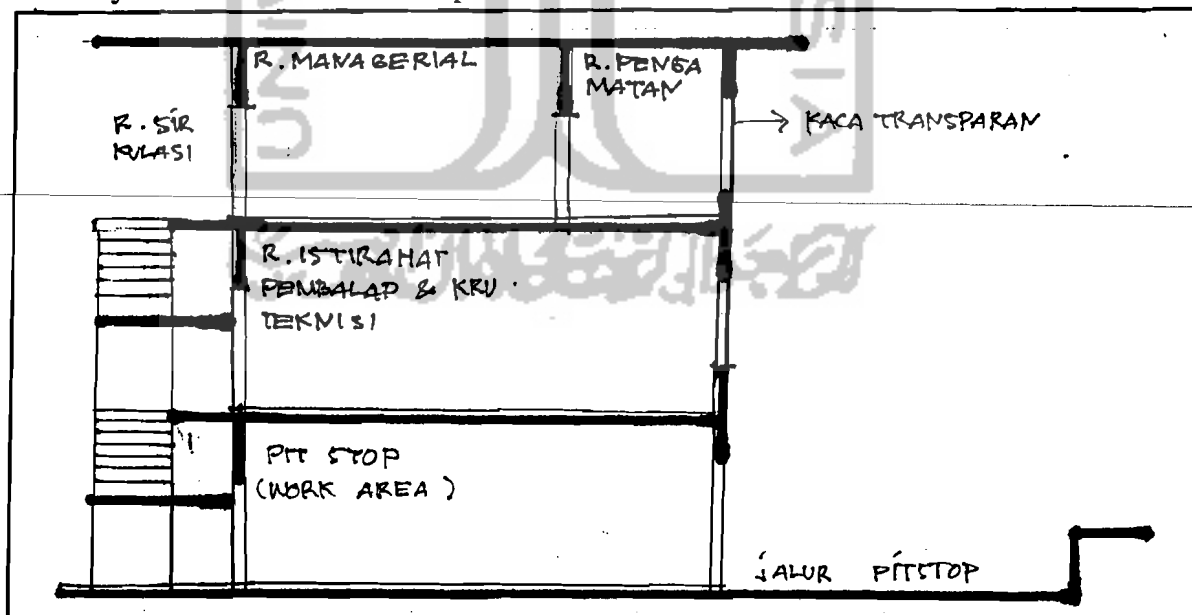 R. MANAGERIAL
R. PENGA
MATAN
R. SIR
KULASI
KACA TRANSPARAN
R. ISTIRAHAT
PEMBALAP & KRU
TEKNISI
PIT STOP
(WORK AREA)
JALUR PITSTOP